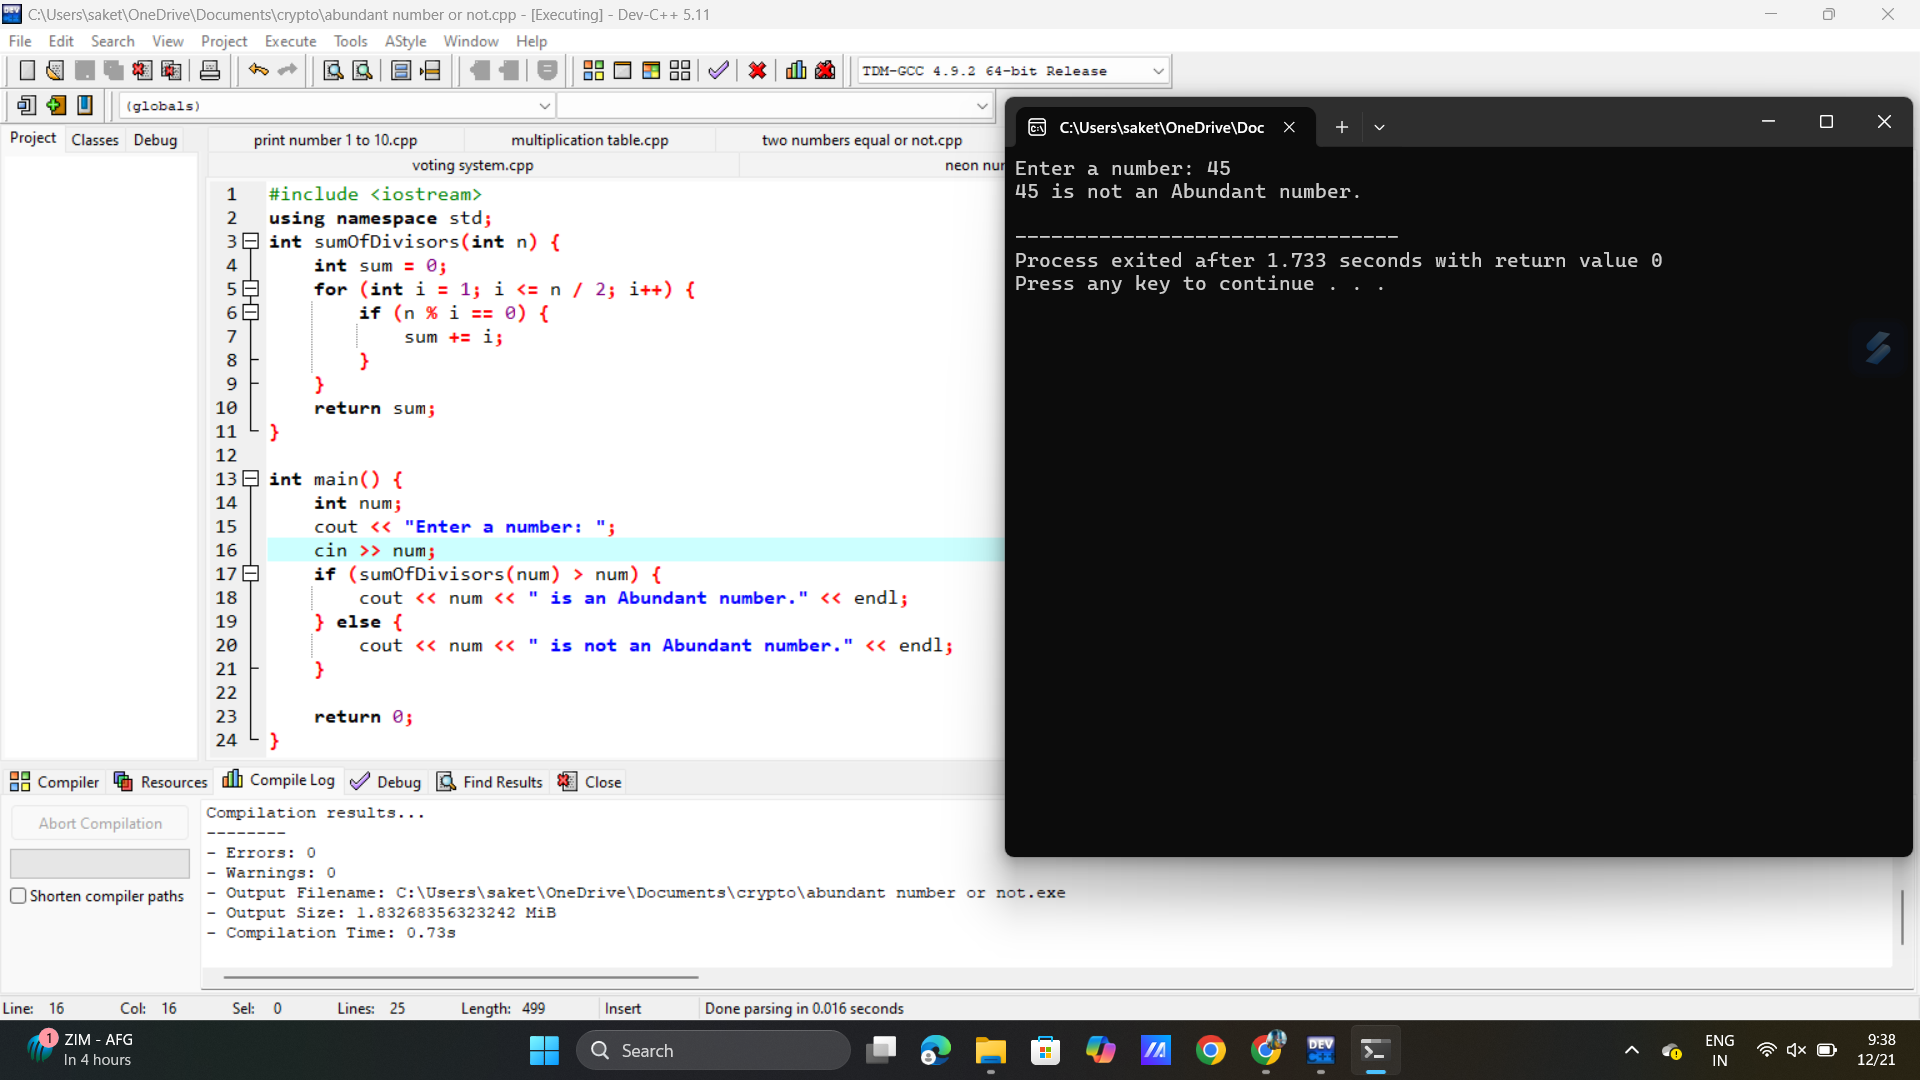 C:\Users\saket\OneDrive\Documents\crypto\abundant number or not.cpp - [Executing] - Dev-C++ 5.11
File Edit Search View Project Execute Tools AStyle Window Help
TDM-GCC 4.9.2 64-bit Release
(globals)
Project Classes Debug
print number 1 to 10.cpp multiplication table.cpp two numbers equal or not.cpp
voting system.cpp neon nu
1 #include <iostream>
2 using namespace std;
3 int sumOfDivisors(int n) {
4 int sum = 0;
5 for (int i = 1; i <= n / 2; i++) {
6 if (n % i == 0) {
7 sum += i;
8 }
9 }
10 return sum;
11 }
12
13 int main() {
14 int num;
15 cout << "Enter a number: ";
16 cin >> num;
17 if (sumOfDivisors(num) > num) {
18 cout << num << " is an Abundant number." << endl;
19 } else {
20 cout << num << " is not an Abundant number." << endl;
21 }
22
23 return 0;
24 }
C:\Users\saket\OneDrive\Doc
Enter a number: 45
45 is not an Abundant number.
--------------------------------
Process exited after 1.733 seconds with return value 0
Press any key to continue . . .
Compiler Resources Compile Log Debug Find Results Close
Abort Compilation
Shorten compiler paths
Compilation results...
--------
- Errors: 0
- Warnings: 0
- Output Filename: C:\Users\saket\OneDrive\Documents\crypto\abundant number or not.exe
- Output Size: 1.83268356323242 MiB
- Compilation Time: 0.73s
Line: 16 Col: 16 Sel: 0 Lines: 25 Length: 499 Insert Done parsing in 0.016 seconds
1
ZIM - AFG
In 4 hours
Search
DEV
ENG
IN
9:38
12/21